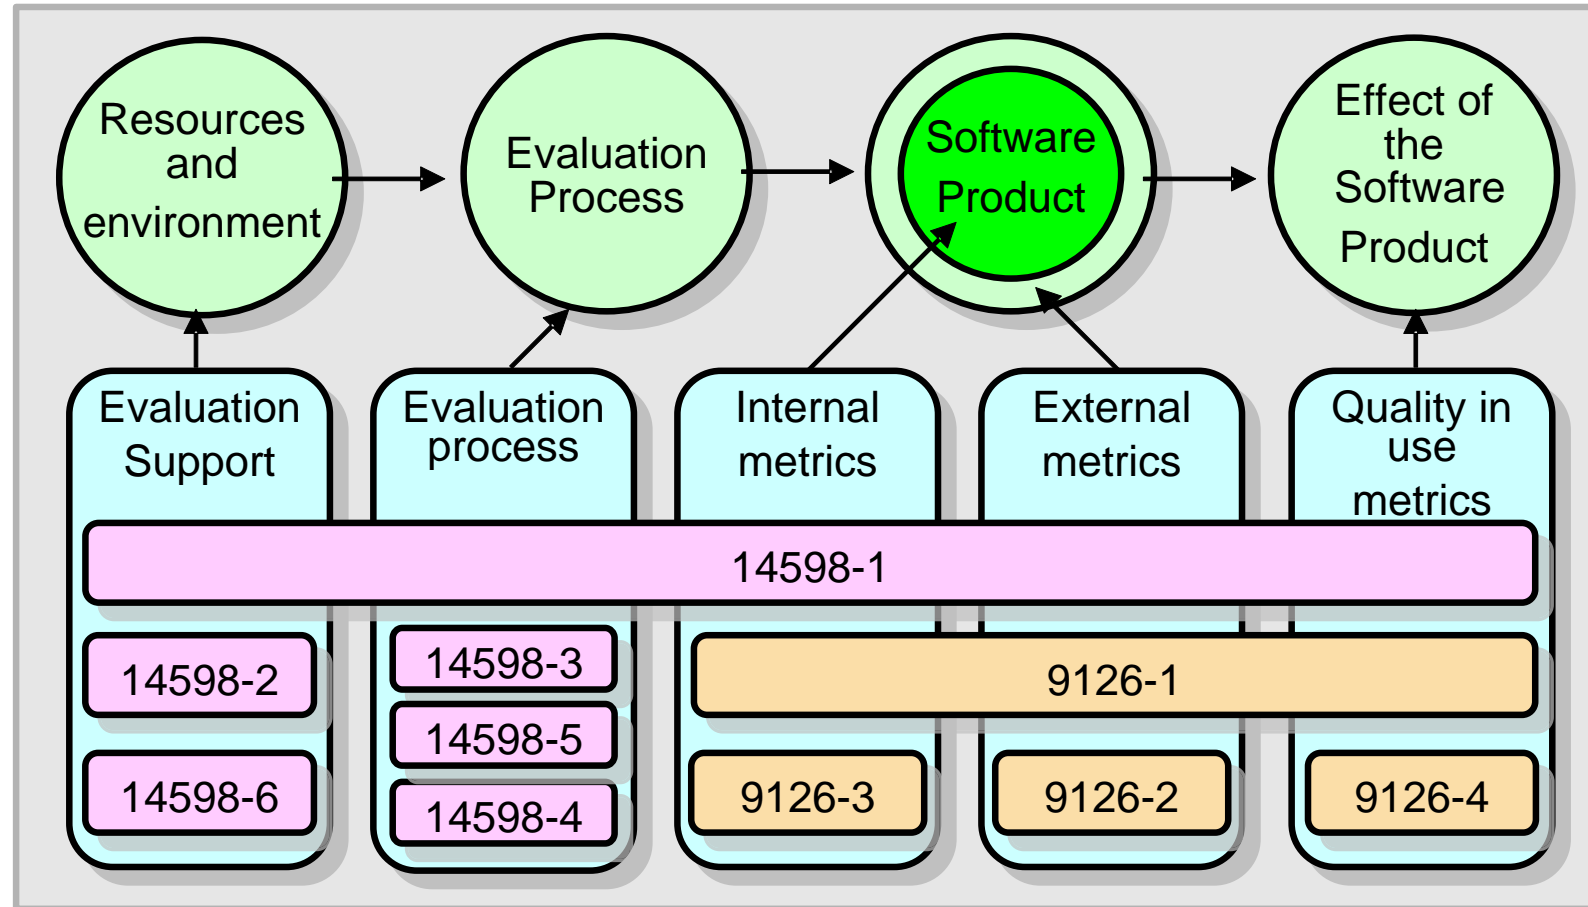 Resources
and
environment
Evaluation
Process
Software
Product
Effect of
the
Software
Product
Evaluation
Support
Evaluation
process
Internal
metrics
External
metrics
Quality in
use
metrics
14598-1
14598-2
14598-6
14598-3
14598-5
14598-4
9126-1
9126-3
9126-2
9126-4